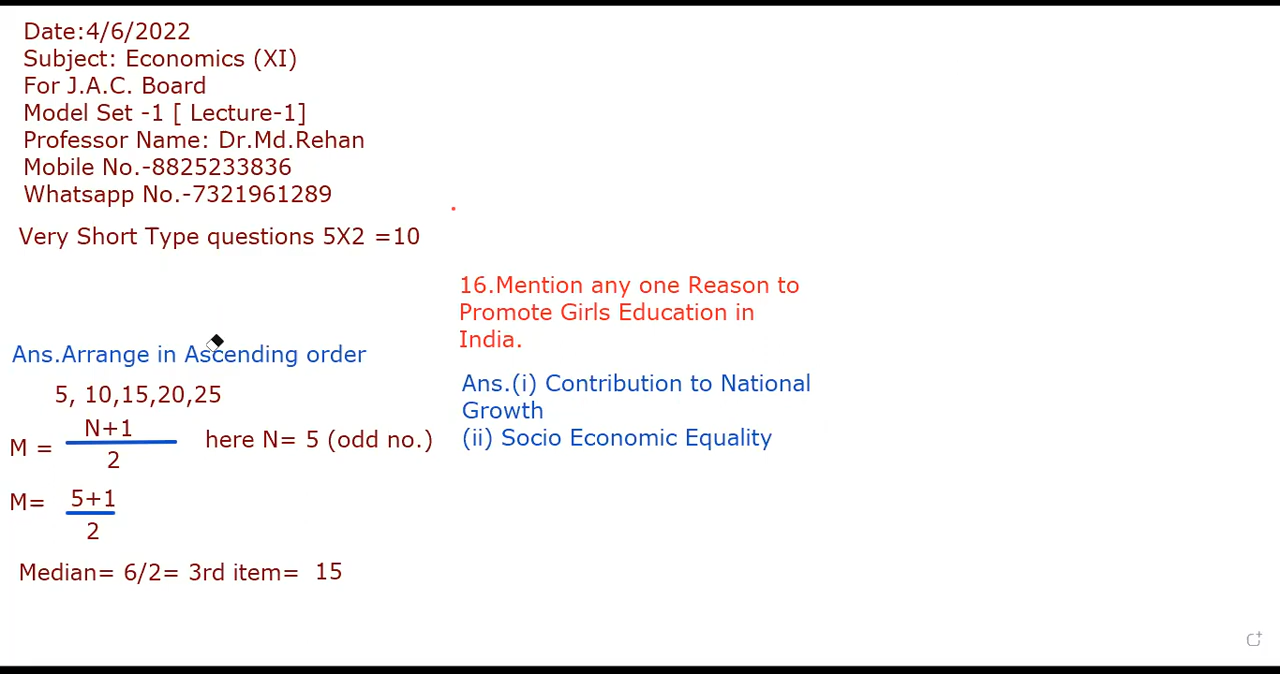 Date:4/6/2022
Subject: Economics (XI)
For J.A.C. Board
Model Set -1 [ Lecture-1]
Professor Name: Dr.Md.Rehan
Mobile No.-8825233836
Whatsapp No.-7321961289
Very Short Type questions 5X2 =10
Ans.Arrange in Ascending order
5, 10,15,20,25
M = N+1
2
here N= 5 (odd no.)
M= 5+1
2
Median= 6/2= 3rd item= 15
16.Mention any one Reason to
Promote Girls Education in
India.
Ans.(i) Contribution to National
Growth
(ii) Socio Economic Equality